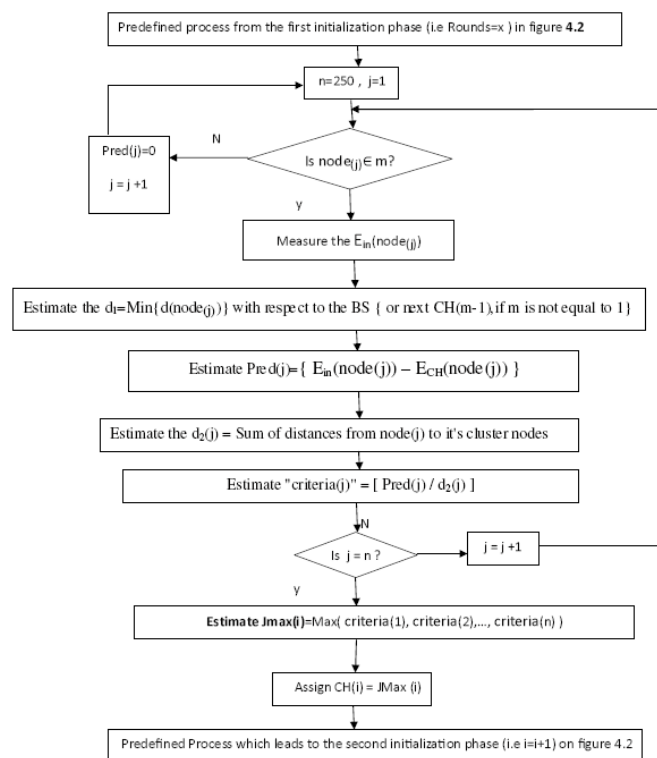 Predefined process from the first initialization phase (i.e Rounds=x ) in figure 4.2
n=250 , j=1
N
Pred(j)=0
j = j +1
Is node(j)∈ m?
y
Measure the Ein(node(j))
Estimate the d1=Min{d(node(j))} with respect to the BS { or next CH(m-1),if m is not equal to 1}
Estimate Pred(j)={ Ein(node(j)) – ECH(node(j)) }
Estimate the d2(j) = Sum of distances from node(j) to it's cluster nodes
Estimate "criteria(j)" = [ Pred(j) / d2(j) ]
N
Is j = n ?
j = j +1
y
Estimate Jmax(i)=Max( criteria(1), criteria(2),..., criteria(n) )
Assign CH(i) = JMax (i)
Predefined Process which leads to the second initialization phase (i.e i=i+1) on figure 4.2